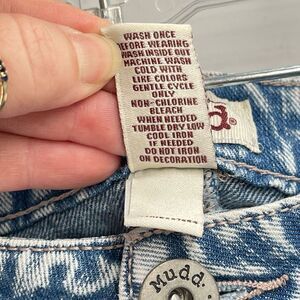 WASH ONCE
BEFORE WEARING
WASH INSIDE OUT
MACHINE WASH
COLD WITH
LIKE COLORS
GENTLE CYCLE
ONLY
NON-CHLORINE
BLEACH
WHEN NEEDED
TUMBLE DRY LOW
COOL IRON
IF NEEDED
DO NOT IRON
ON DECORATION
d.
Mudd.